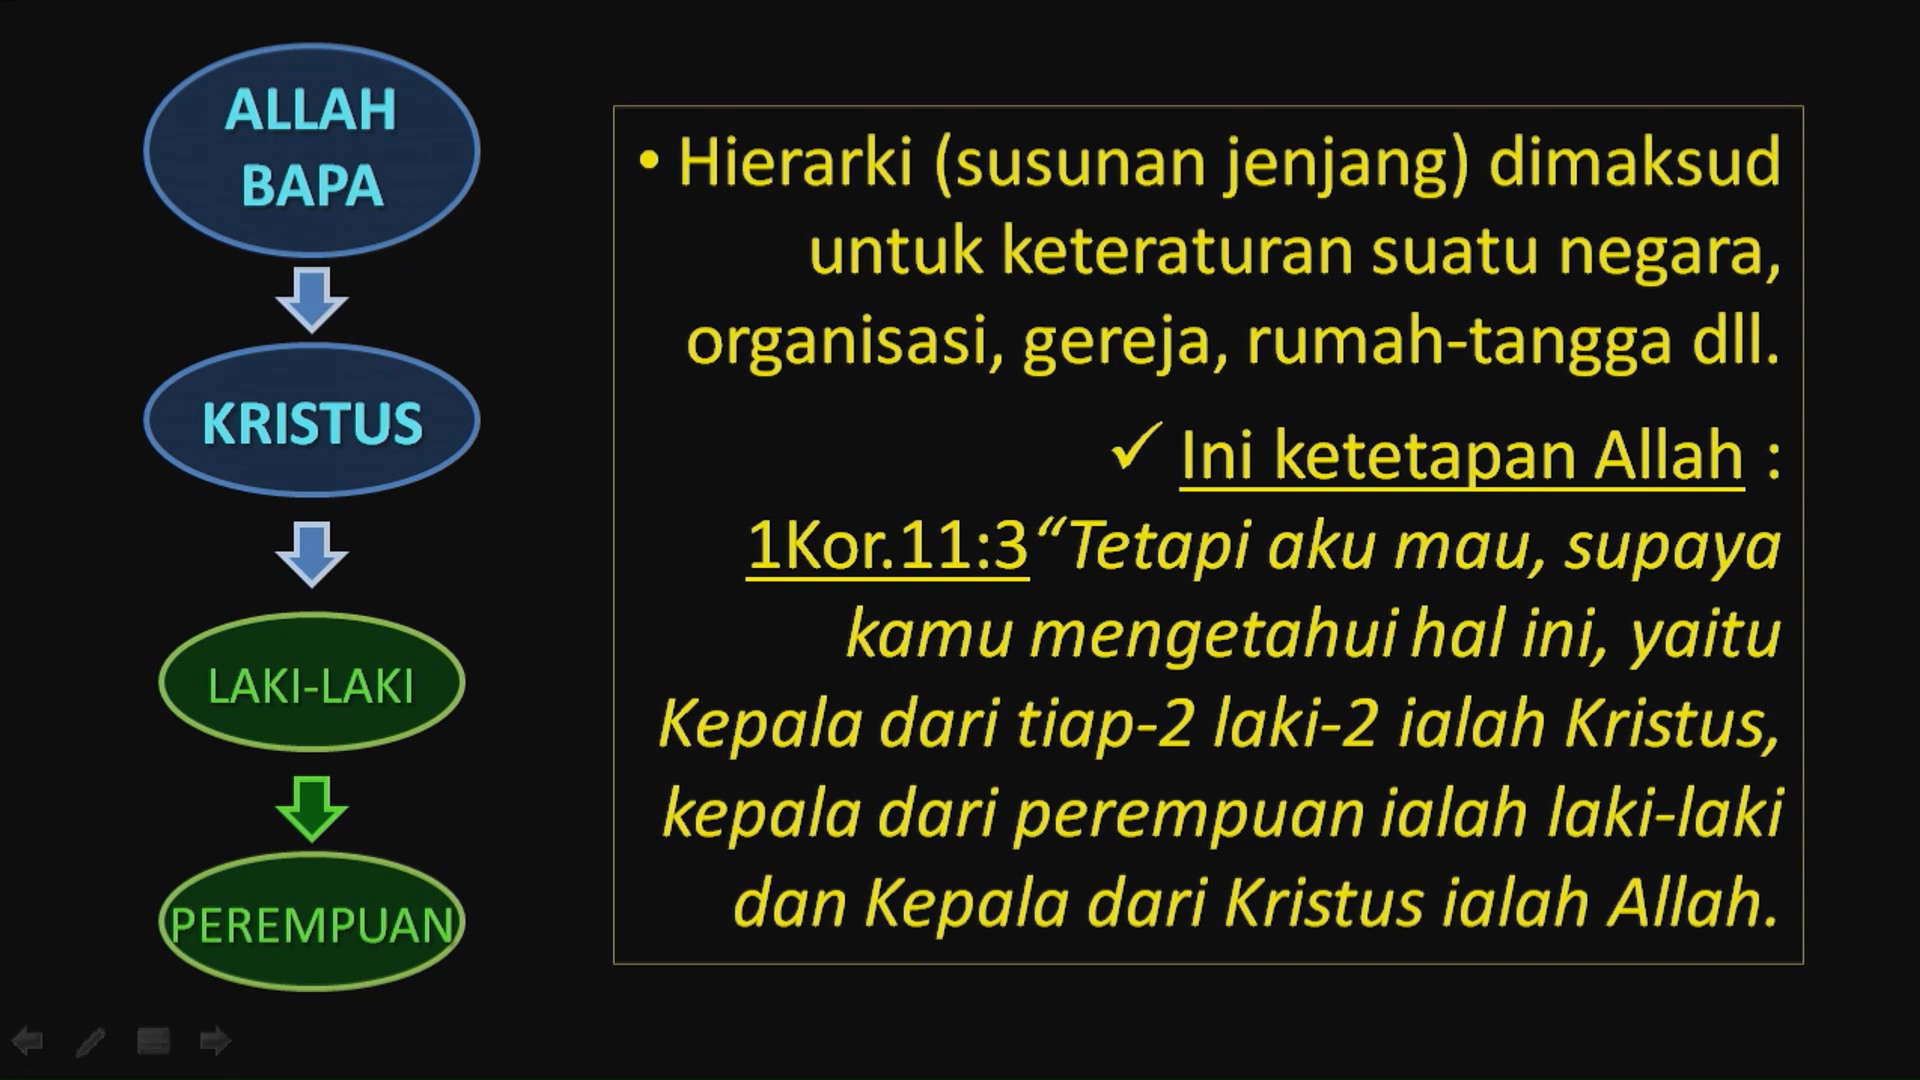 ALLAH
BAPA
KRISTUS
LAKI-LAKI
PEREMPUAN
• Hierarki (susunan jenjang) dimaksud
untuk keteraturan suatu negara,
organisasi, gereja, rumah-tangga dll.
✓ Ini ketetapan Allah :
1Kor.11:3 “Tetapi aku mau, supaya
kamu mengetahui hal ini, yaitu
Kepala dari tiap-2 laki-2 ialah Kristus,
kepala dari perempuan ialah laki-laki
dan Kepala dari Kristus ialah Allah.